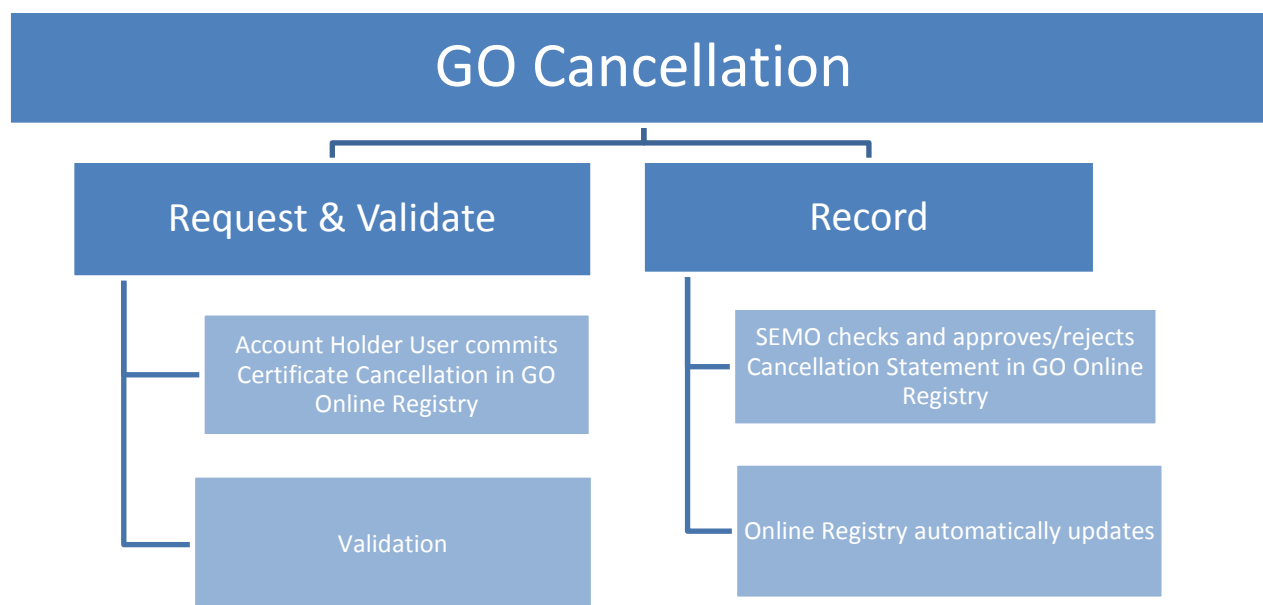 GO Cancellation
Request & Validate
Account Holder User commits
Certificate Cancellation in GO
Online Registry
Validation
Record
SEMO checks and approves/rejects
Cancellation Statement in GO Online
Registry
Online Registry automatically updates